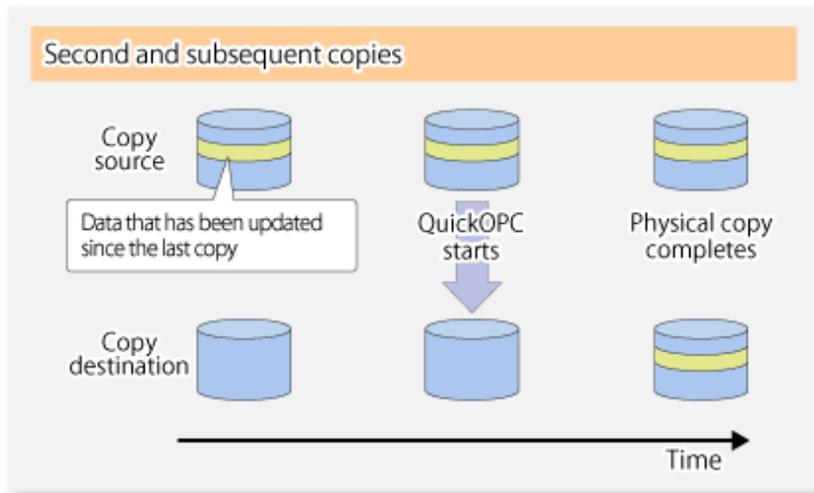 Second and subsequent copies
Copy
source
Data that has been updated
since the last copy
QuickOPC
starts
Physical copy
completes
Copy
destination
Time